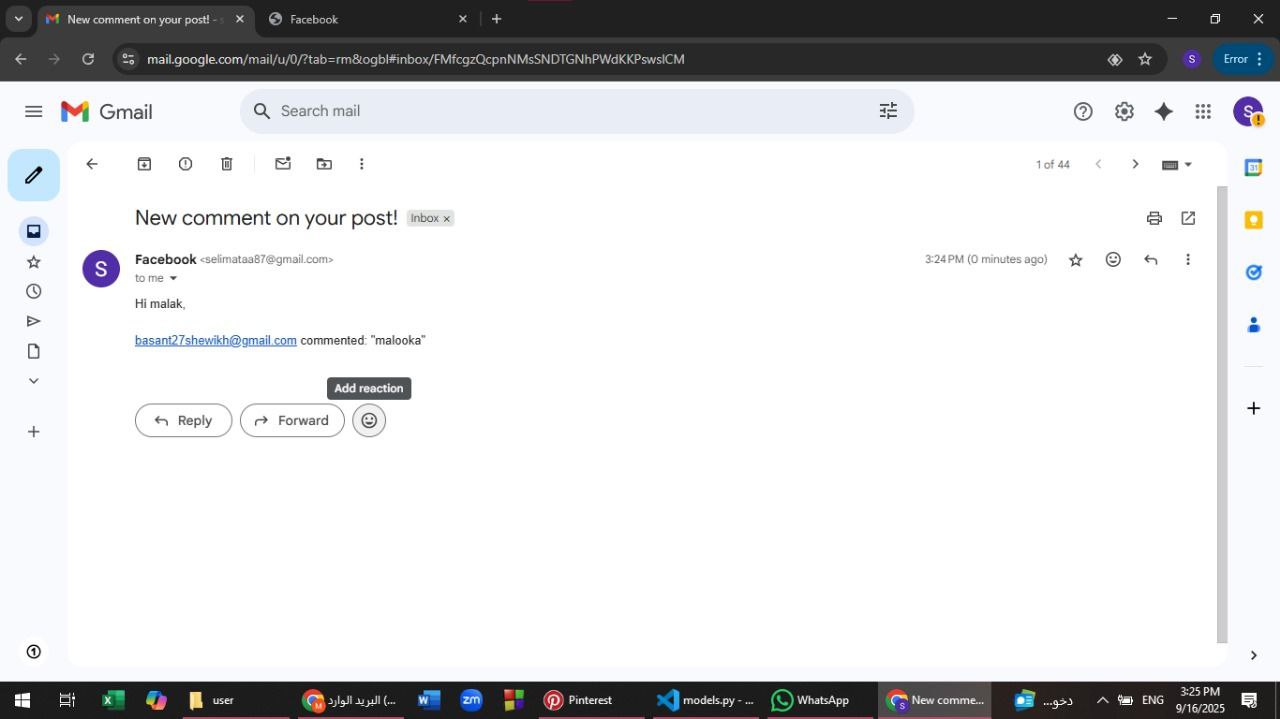 New comment on your post! - s
Facebook
mail.google.com/mail/u/0/?tab=rm&ogbl#inbox/FMfcgzQcpnNMsSNDTGNhPWdKKPswslCM
S
Error
Gmail
Search mail
S
1 of 44
31
New comment on your post!
Inbox ×
S
Facebook <selimataa87@gmail.com>
3:24 PM (0 minutes ago)
to me
Hi malak,
basant27shewikh@gmail.com commented: "malooka"
Add reaction
Reply
Forward
user
البريد الوارد (...
zm
Pinterest
models.py - ...
WhatsApp
New comme...
دخو...
ENG
3:25 PM
9/16/2025